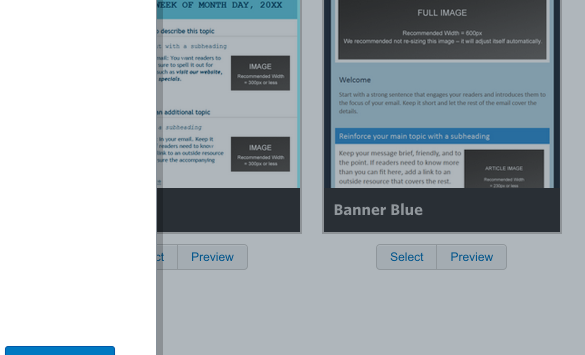 WEEK OF MONTH DAY, 20XX
describe this topic
with a subheading
email: You want readers to
sure to spell it out for
such as visit our website,
specials.
IMAGE
Recommended Width
= 300px or less
an additional topic
a subheading
in your email. Keep it
readers need to know
link to an outside resource
sure the accompanying
IMAGE
Recommended Width
= 300px or less
Preview
FULL IMAGE
Recommended Width = 600px
We recommended not re-sizing this image – it will adjust itself automatically.
Welcome
Start with a strong sentence that engages your readers and introduces them to
the focus of your email. Keep it short and let the rest of the email cover the
details.
Reinforce your main topic with a subheading
Keep your message brief, friendly, and to
the point. If readers need to know more
than you can fit here, add a link to an
outside resource that covers the rest.
ARTICLE IMAGE
Recommended Width
= 200px or less
Banner Blue
Select
Preview